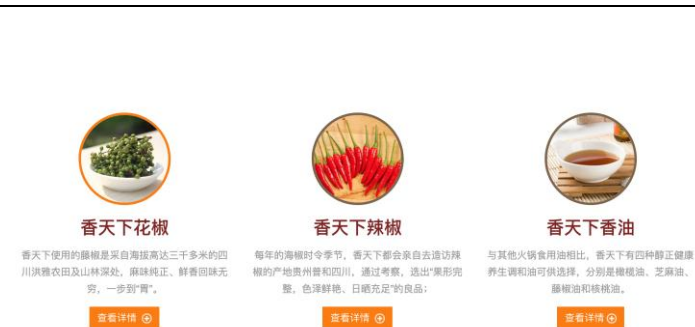 香天下花椒
香天下使用的藤椒是采自海拔高达三千多米的四
川洪雅农田及山林深处，麻味纯正、鲜香回味无
穷，一步到“胃”。
查看详情
香天下辣椒
每年的海椒时令季节，香天下都会亲自去造访辣
椒的产地贵州普和四川，通过考察，选出“果形完
整、色泽鲜艳、日晒充足”的良品；
查看详情
香天下香油
与其他火锅食用油相比，香天下有四种醇正健康
养生调和油可供选择，分别是橄榄油、芝麻油、
藤椒油和核桃油。
查看详情